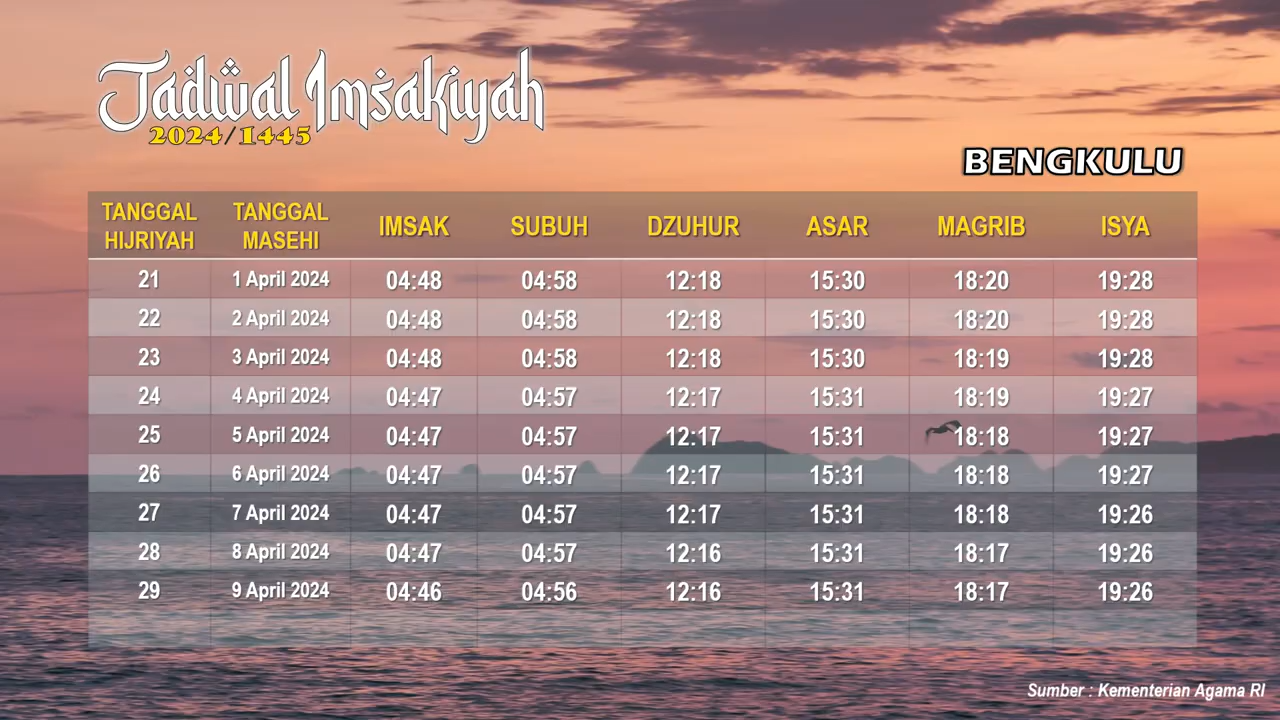 Jadwal Imsakiyah
2024/1445
BENGKULU
TANGGAL HIJRIYAH TANGGAL MASEHI IMSAK SUBUH DZUHUR ASAR MAGRIB ISYA
21 1 April 2024 04:48 04:58 12:18 15:30 18:20 19:28
22 2 April 2024 04:48 04:58 12:18 15:30 18:20 19:28
23 3 April 2024 04:48 04:58 12:18 15:30 18:19 19:28
24 4 April 2024 04:47 04:57 12:17 15:31 18:19 19:27
25 5 April 2024 04:47 04:57 12:17 15:31 18:18 19:27
26 6 April 2024 04:47 04:57 12:17 15:31 18:18 19:27
27 7 April 2024 04:47 04:57 12:17 15:31 18:18 19:26
28 8 April 2024 04:47 04:57 12:16 15:31 18:17 19:26
29 9 April 2024 04:46 04:56 12:16 15:31 18:17 19:26
Sumber : Kementerian Agama RI